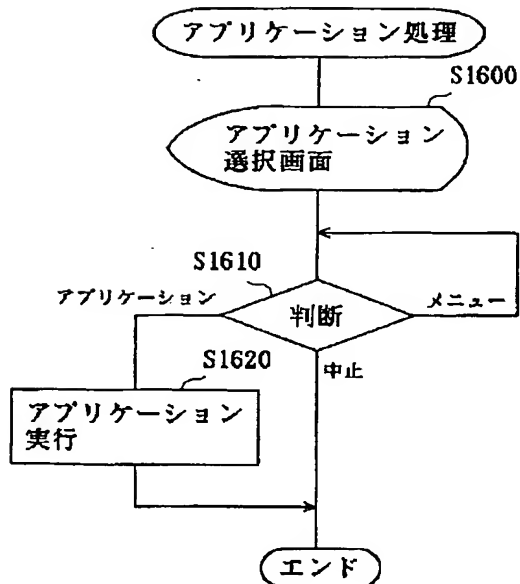 アプリケーション処理
S1600
アプリケーション
選択画面
S1610
アプリケーション
判断
メニュー
S1620
中止
アプリケーション
実行
エンド